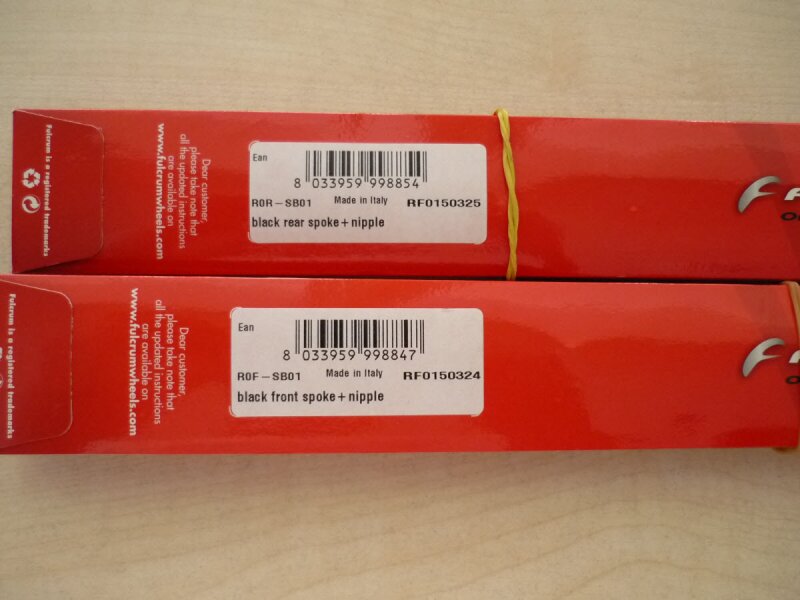 Fulcrum is a registered trademarks
Dear customer,
please take note that
all the updated instructions
are available on
www.fulcrumwheels.com
Ean
8 033959 998854
R0R-SB01 Made in Italy RF0150325
black rear spoke+nipple
Fulcrum is a registered trademarks
Dear customer,
please take note that
all the updated instructions
are available on
www.fulcrumwheels.com
Ean
8 033959 998847
R0F-SB01 Made in Italy RF0150324
black front spoke+nipple